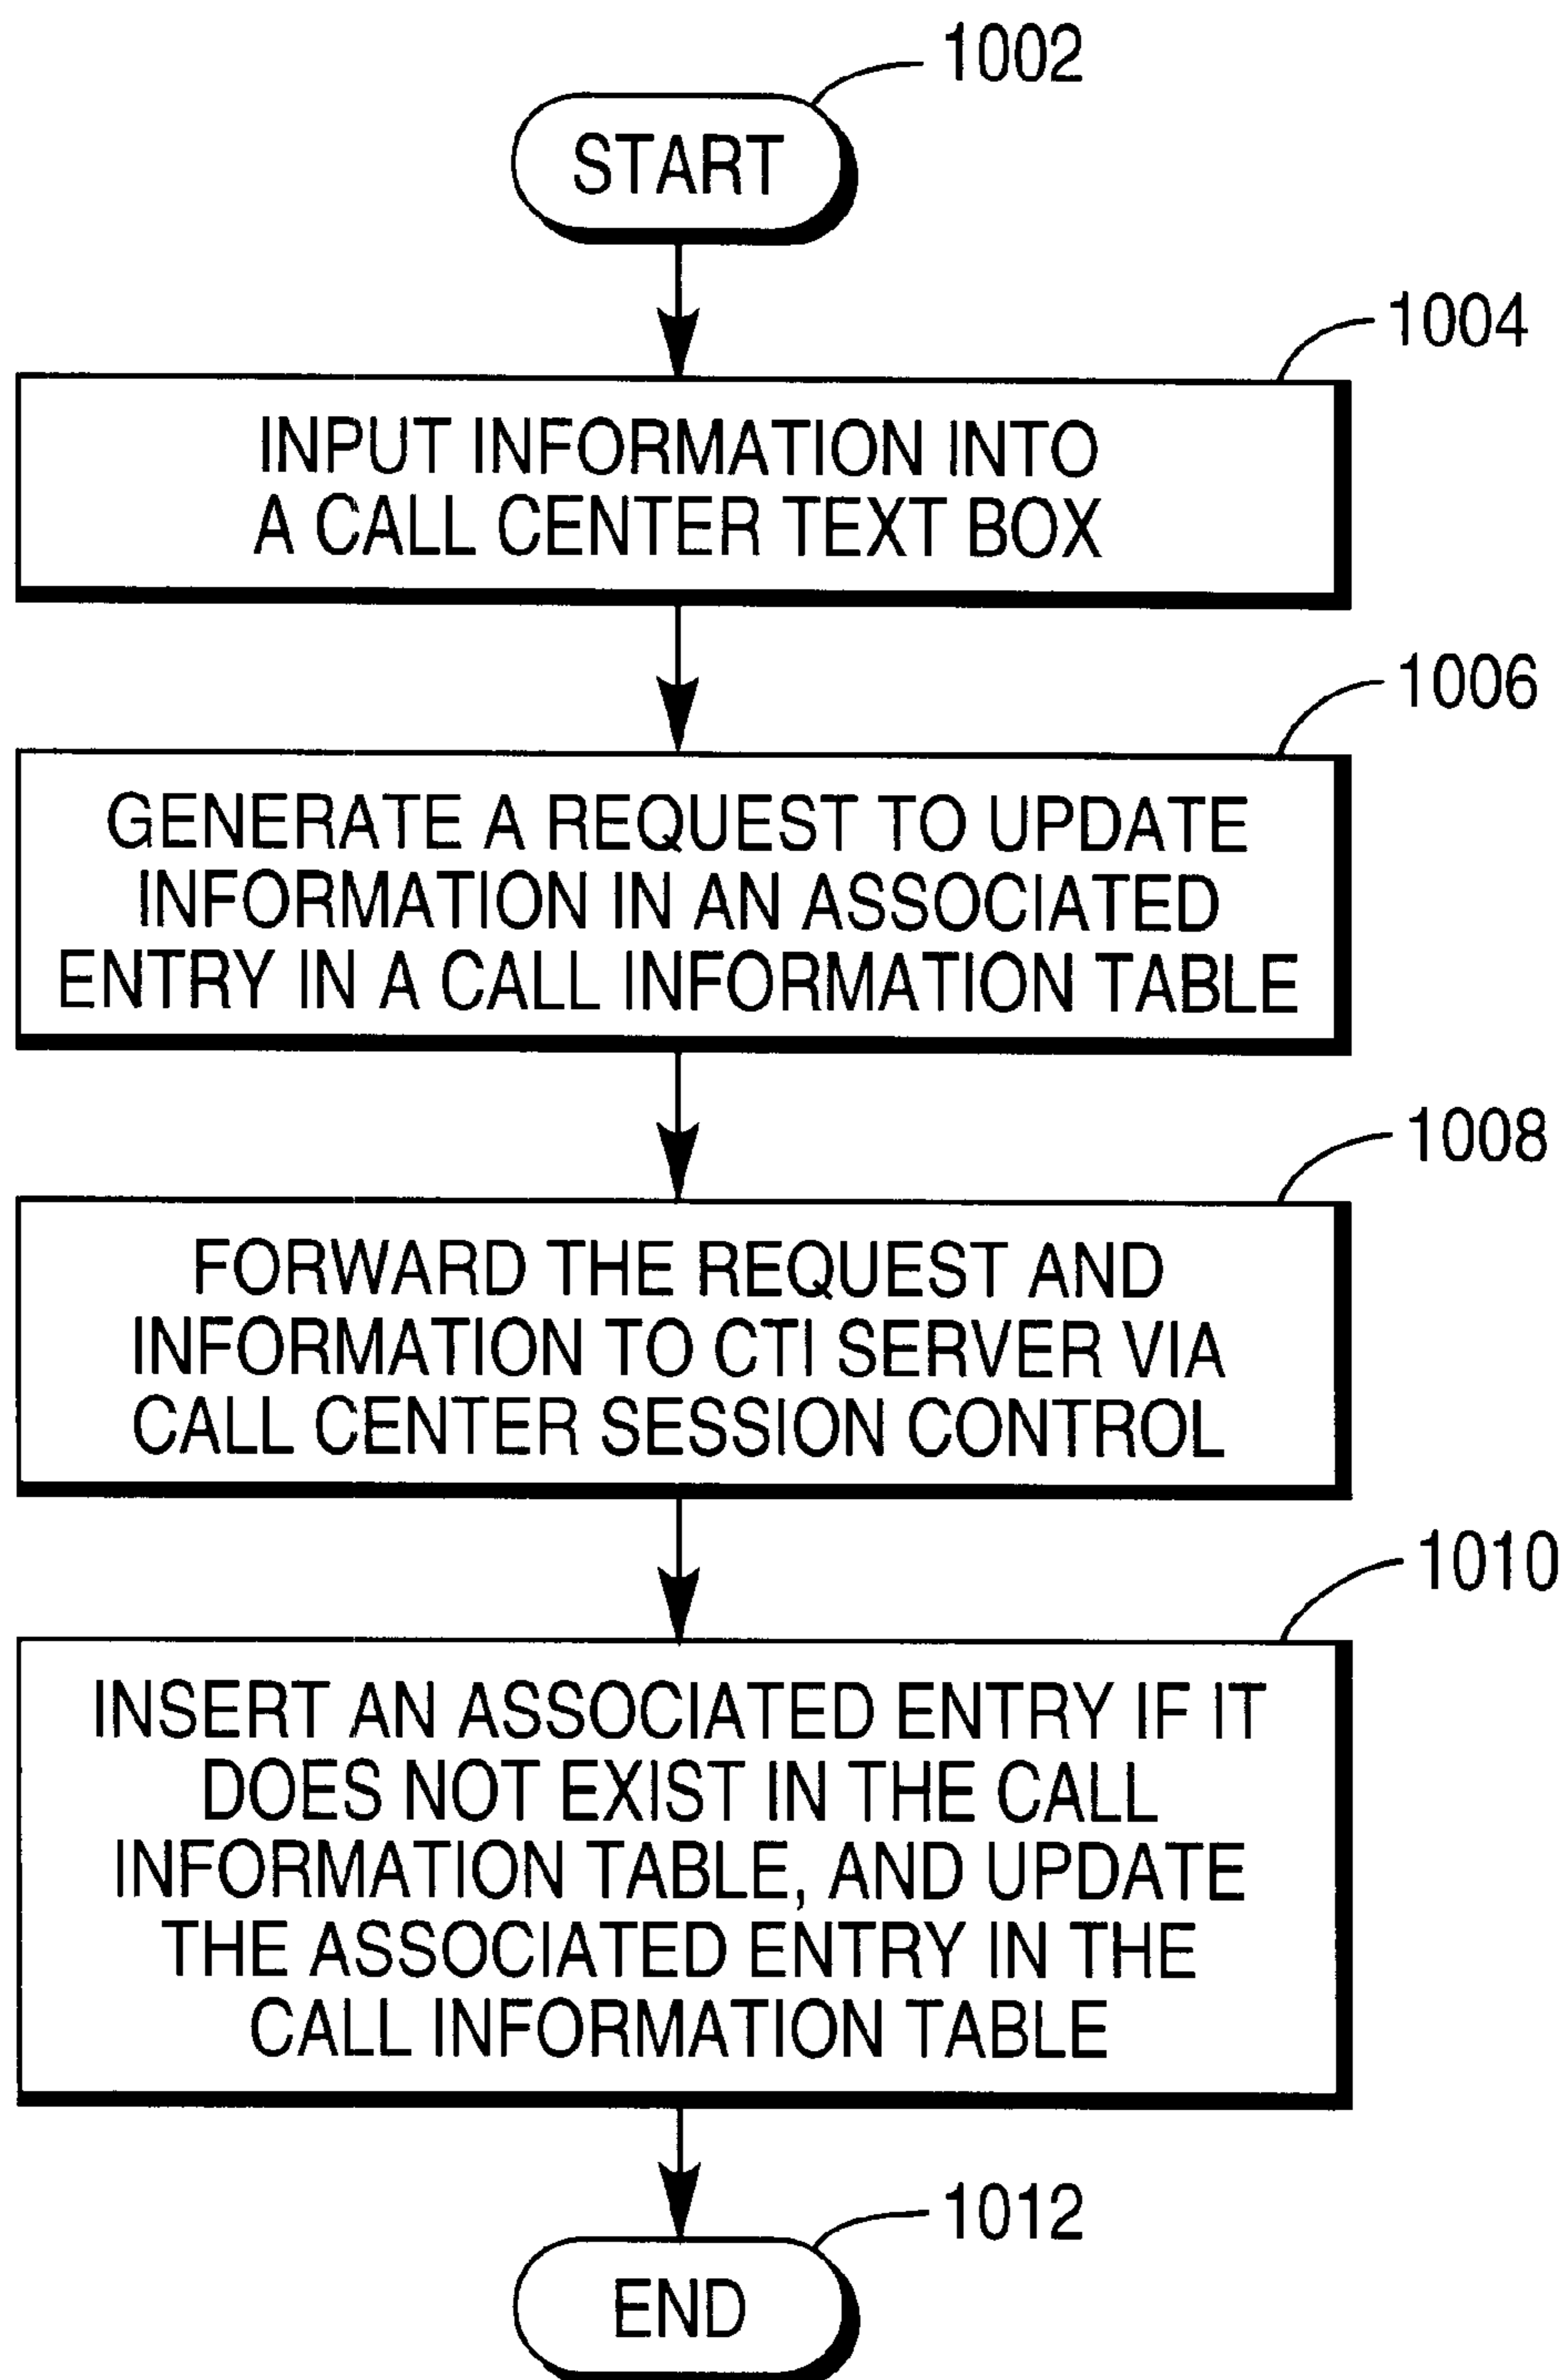 1002
START
1004
INPUT INFORMATION INTO
A CALL CENTER TEXT BOX
1006
GENERATE A REQUEST TO UPDATE
INFORMATION IN AN ASSOCIATED
ENTRY IN A CALL INFORMATION TABLE
1008
FORWARD THE REQUEST AND
INFORMATION TO CTI SERVER VIA
CALL CENTER SESSION CONTROL
1010
INSERT AN ASSOCIATED ENTRY IF IT
DOES NOT EXIST IN THE CALL
INFORMATION TABLE, AND UPDATE
THE ASSOCIATED ENTRY IN THE
CALL INFORMATION TABLE
1012
END